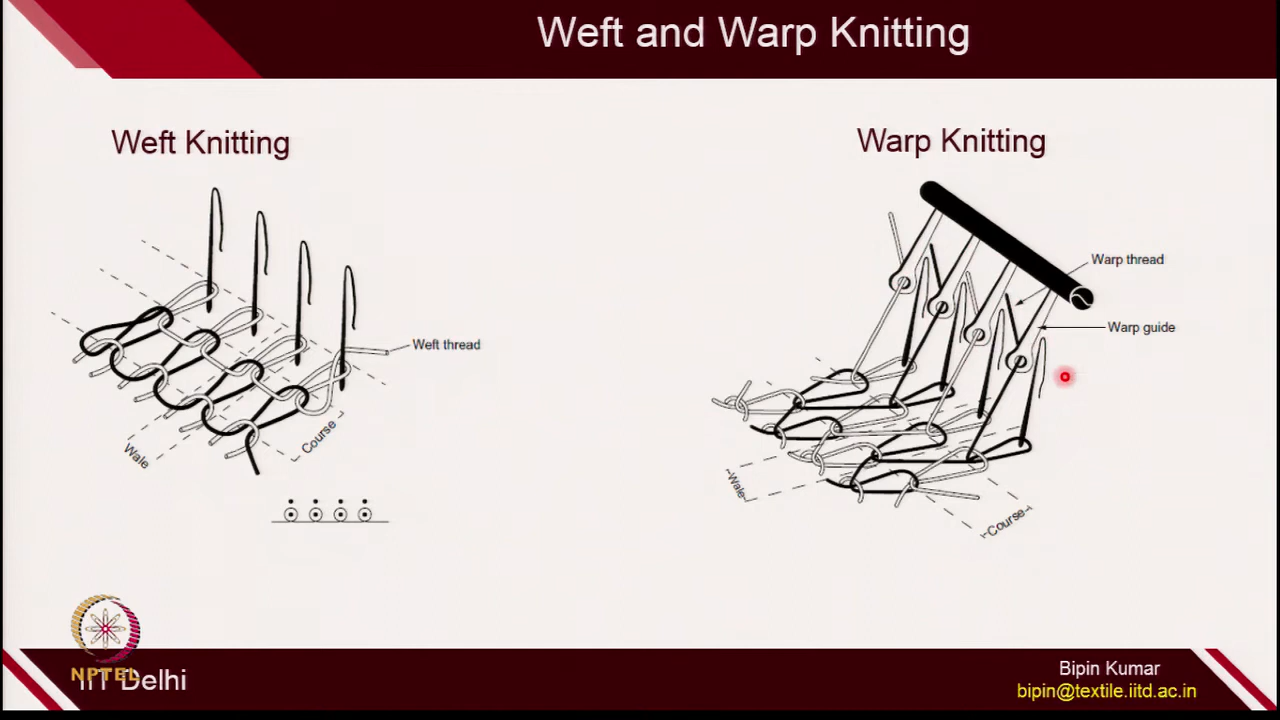 Weft and Warp Knitting
Weft Knitting
Warp Knitting
Weft thread
Wale
Course
Warp thread
Warp guide
Wale
Course
NPTEL
IIT Delhi
Bipin Kumar
bipin@textile.iitd.ac.in